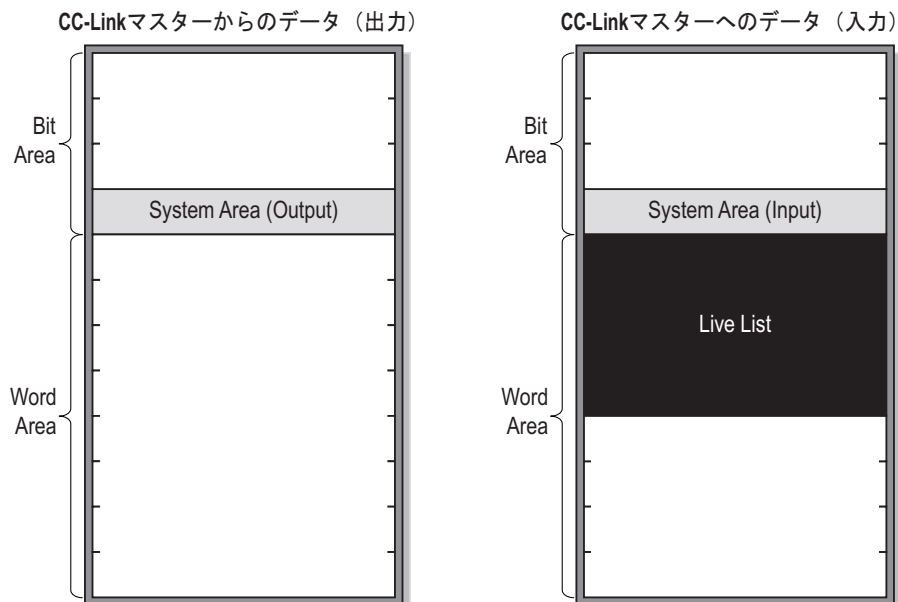 CC-Linkマスターからのデータ（出力）
Bit
Area
System Area (Output)
Word
Area
CC-Linkマスターへのデータ（入力）
Bit
Area
System Area (Input)
Live List
Word
Area